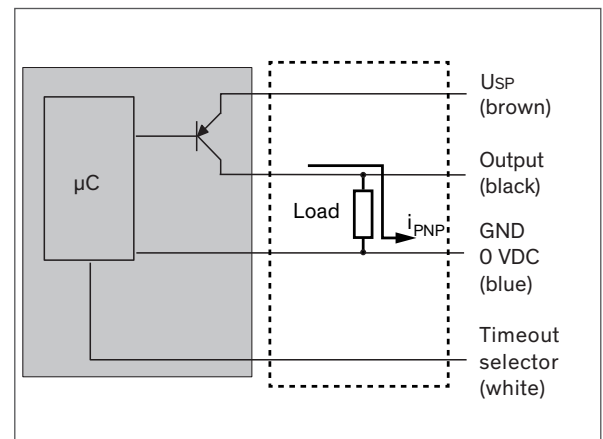 USP
(brown)
Output
(black)
µC
Load
iPNP
GND
0 VDC
(blue)
Timeout
selector
(white)